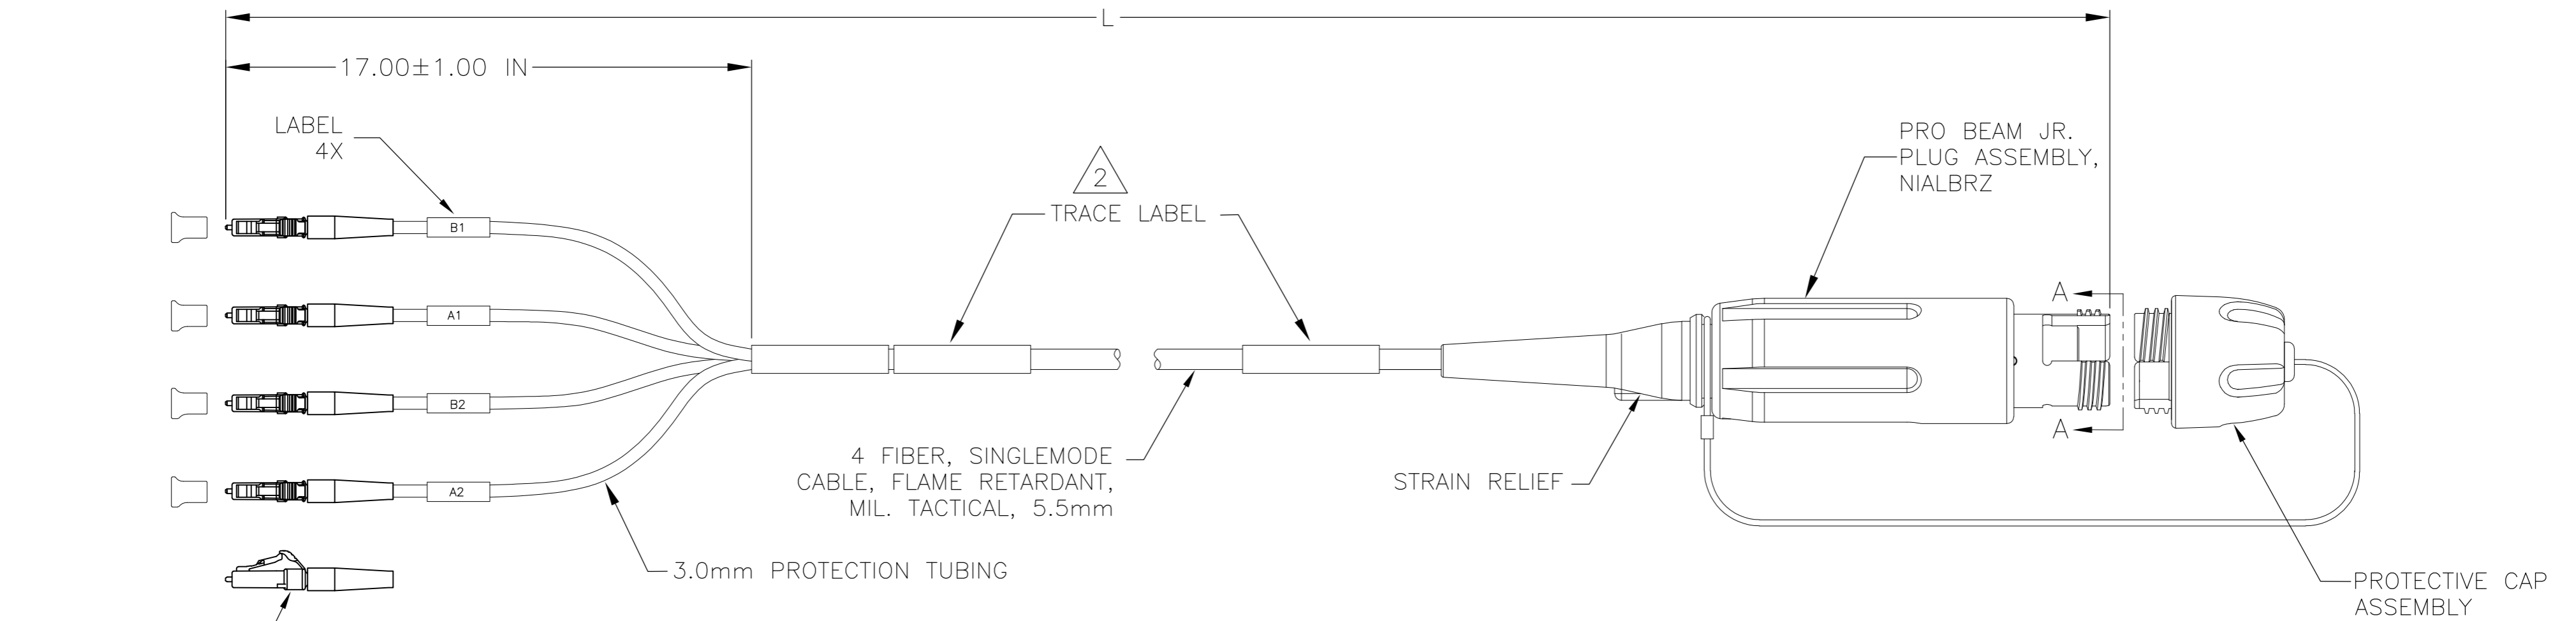 L
17.00±1.00 IN
LABEL
4X
PRO BEAM JR.
PLUG ASSEMBLY,
NIALBRZ
2
TRACE LABEL
B1
A1
B2
A2
A
A
4 FIBER, SINGLEMODE
CABLE, FLAME RETARDANT,
MIL. TACTICAL, 5.5mm
STRAIN RELIEF
3.0mm PROTECTION TUBING
PROTECTIVE CAP
ASSEMBLY